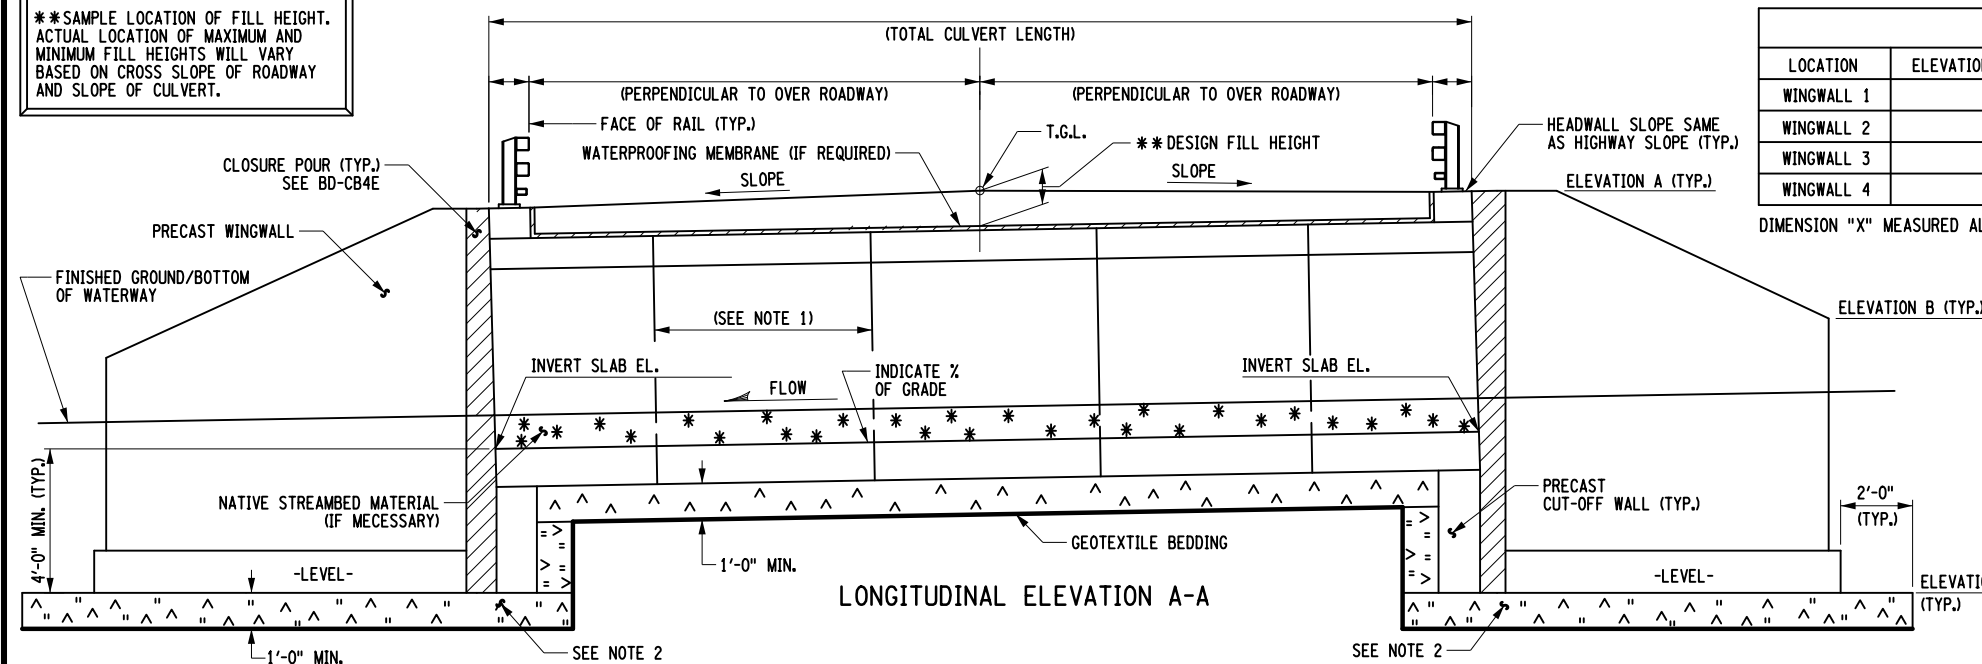 **SAMPLE LOCATION OF FILL HEIGHT.
ACTUAL LOCATION OF MAXIMUM AND
MINIMUM FILL HEIGHTS WILL VARY
BASED ON CROSS SLOPE OF ROADWAY
AND SLOPE OF CULVERT.
(TOTAL CULVERT LENGTH)
(PERPENDICULAR TO OVER ROADWAY)
(PERPENDICULAR TO OVER ROADWAY)
FACE OF RAIL (TYP.)
T.G.L.
WATERPROOFING MEMBRANE (IF REQUIRED)
**DESIGN FILL HEIGHT
SLOPE
SLOPE
HEADWALL SLOPE SAME
AS HIGHWAY SLOPE (TYP.)
ELEVATION A (TYP.)
LOCATION ELEVATION
WINGWALL 1
WINGWALL 2
WINGWALL 3
WINGWALL 4
DIMENSION "X" MEASURED AL
CLOSURE POUR (TYP.)
SEE BD-CB4E
PRECAST WINGWALL
FINISHED GROUND/BOTTOM
OF WATERWAY
(SEE NOTE 1)
ELEVATION B (TYP.)
INVERT SLAB EL.
FLOW
INDICATE %
OF GRADE
INVERT SLAB EL.
4'-0" MIN. (TYP.)
NATIVE STREAMBED MATERIAL
(IF MECESSARY)
PRECAST
CUT-OFF WALL (TYP.)
2'-0"
(TYP.)
GEOTEXTILE BEDDING
1'-0" MIN.
-LEVEL-
-LEVEL-
LONGITUDINAL ELEVATION A-A
ELEVATIO
(TYP.)
1'-0" MIN.
SEE NOTE 2
SEE NOTE 2